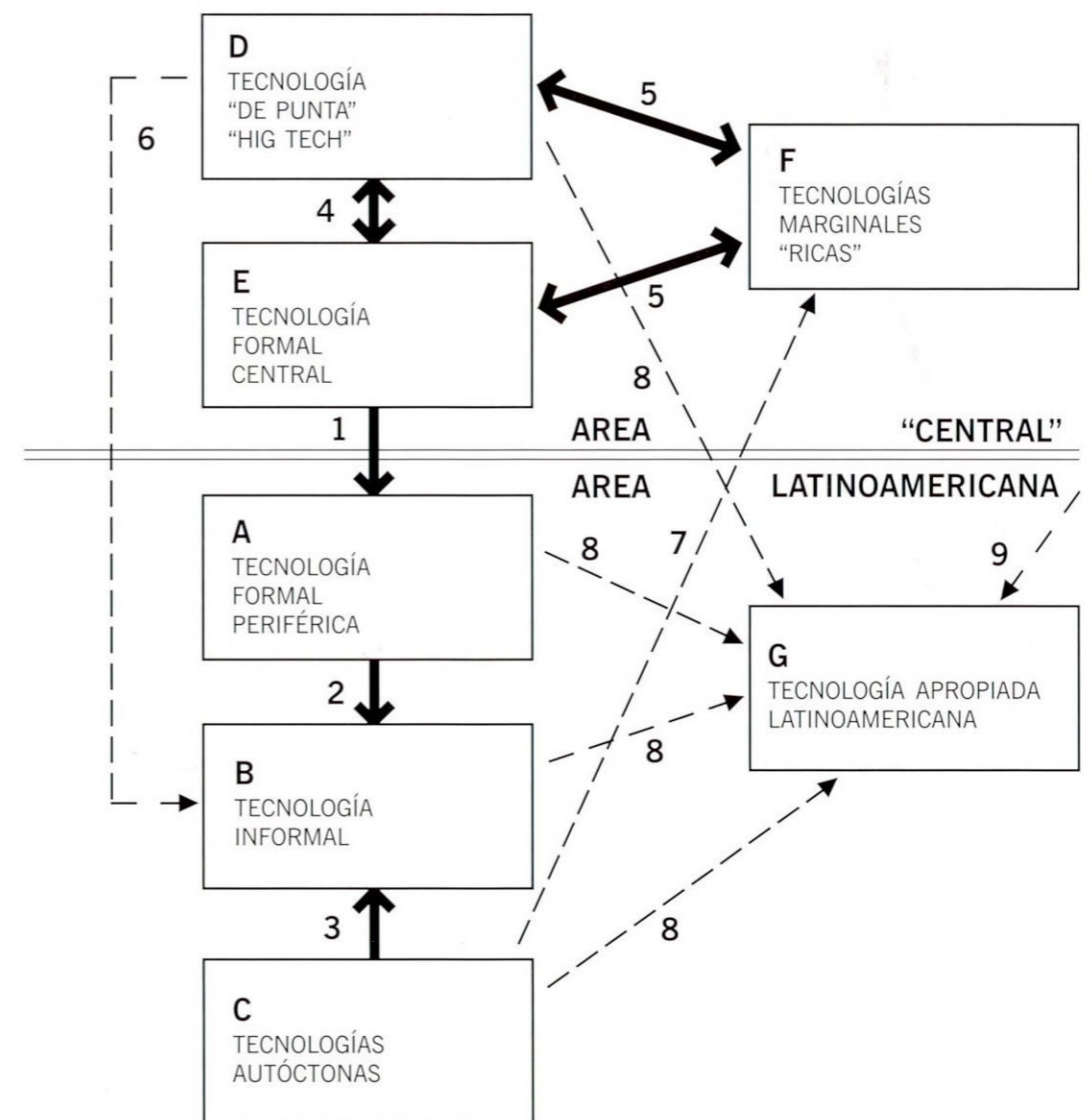 D
TECNOLOGÍA
“DE PUNTA”
“HIG TECH”
5
6
F
TECNOLOGÍAS
MARGINALES
“RICAS”
4
E
TECNOLOGÍA
FORMAL
CENTRAL
5
8
1
AREA “CENTRAL”
AREA LATINOAMERICANA
A
TECNOLOGÍA
FORMAL
PERIFÉRICA
8
7
9
2
G
TECNOLOGÍA APROPIADA
LATINOAMERICANA
B
TECNOLOGÍA
INFORMAL
8
3
8
C
TECNOLOGÍAS
AUTÓCTONAS